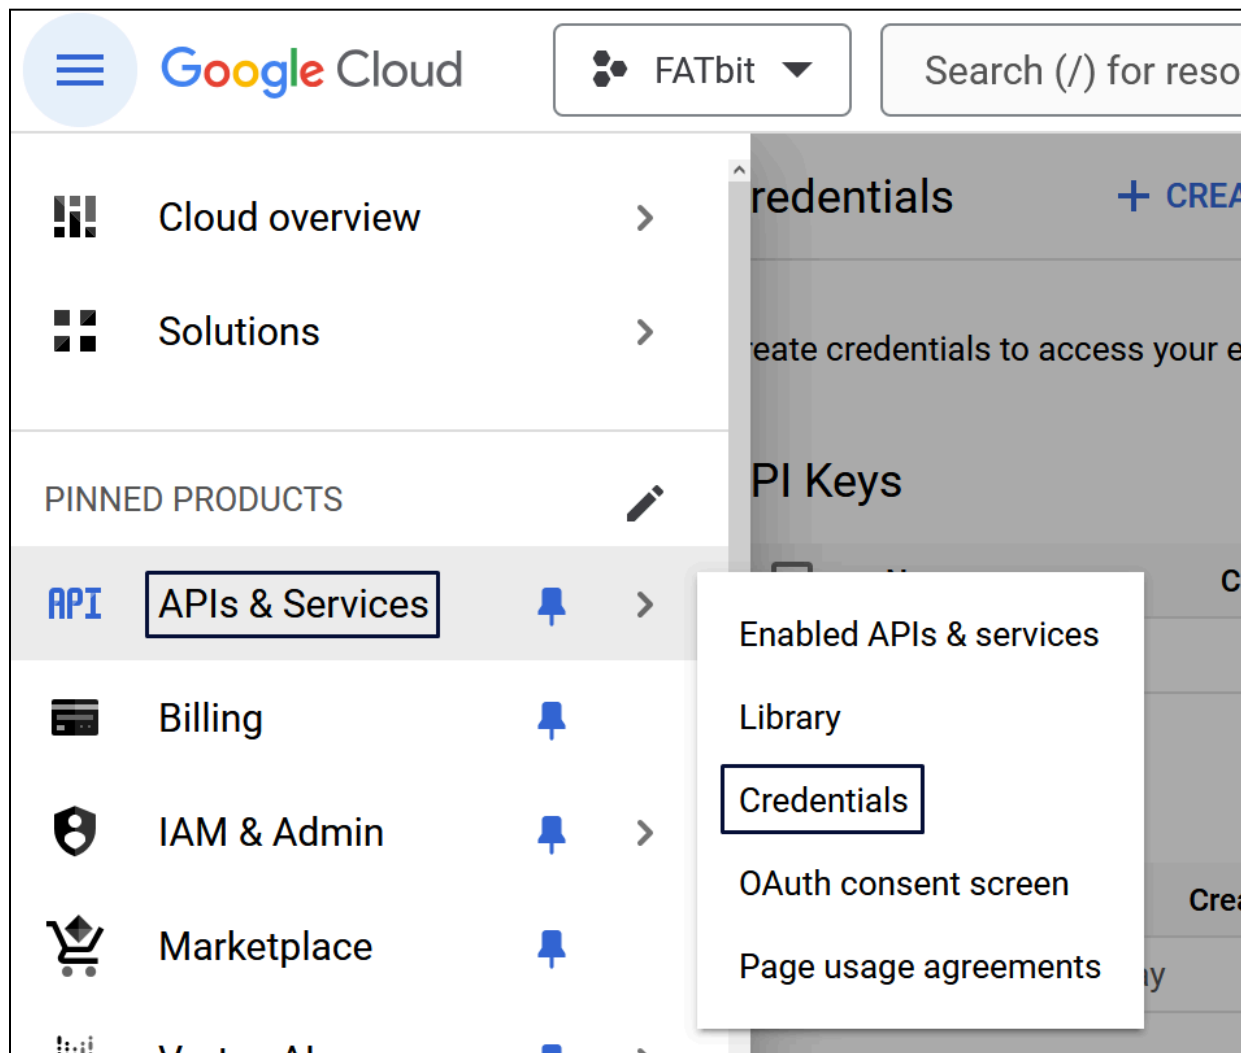 Google Cloud
FATbit
Search (/) for reso
Cloud overview
redentials
+ CREA
Solutions
reate credentials to access your e
PINNED PRODUCTS
PI Keys
API
APIs & Services
Enabled APIs & services
Library
Billing
Credentials
IAM & Admin
OAuth consent screen
Crea
Marketplace
Page usage agreements
ay